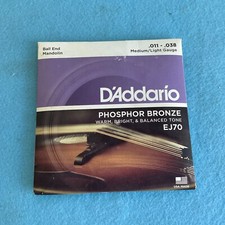 Ball End
Mandolin
.011 - .038
Medium/Light Gauge
D'Addario
PHOSPHOR BRONZE
WARM, BRIGHT, & BALANCED TONE
EJ70